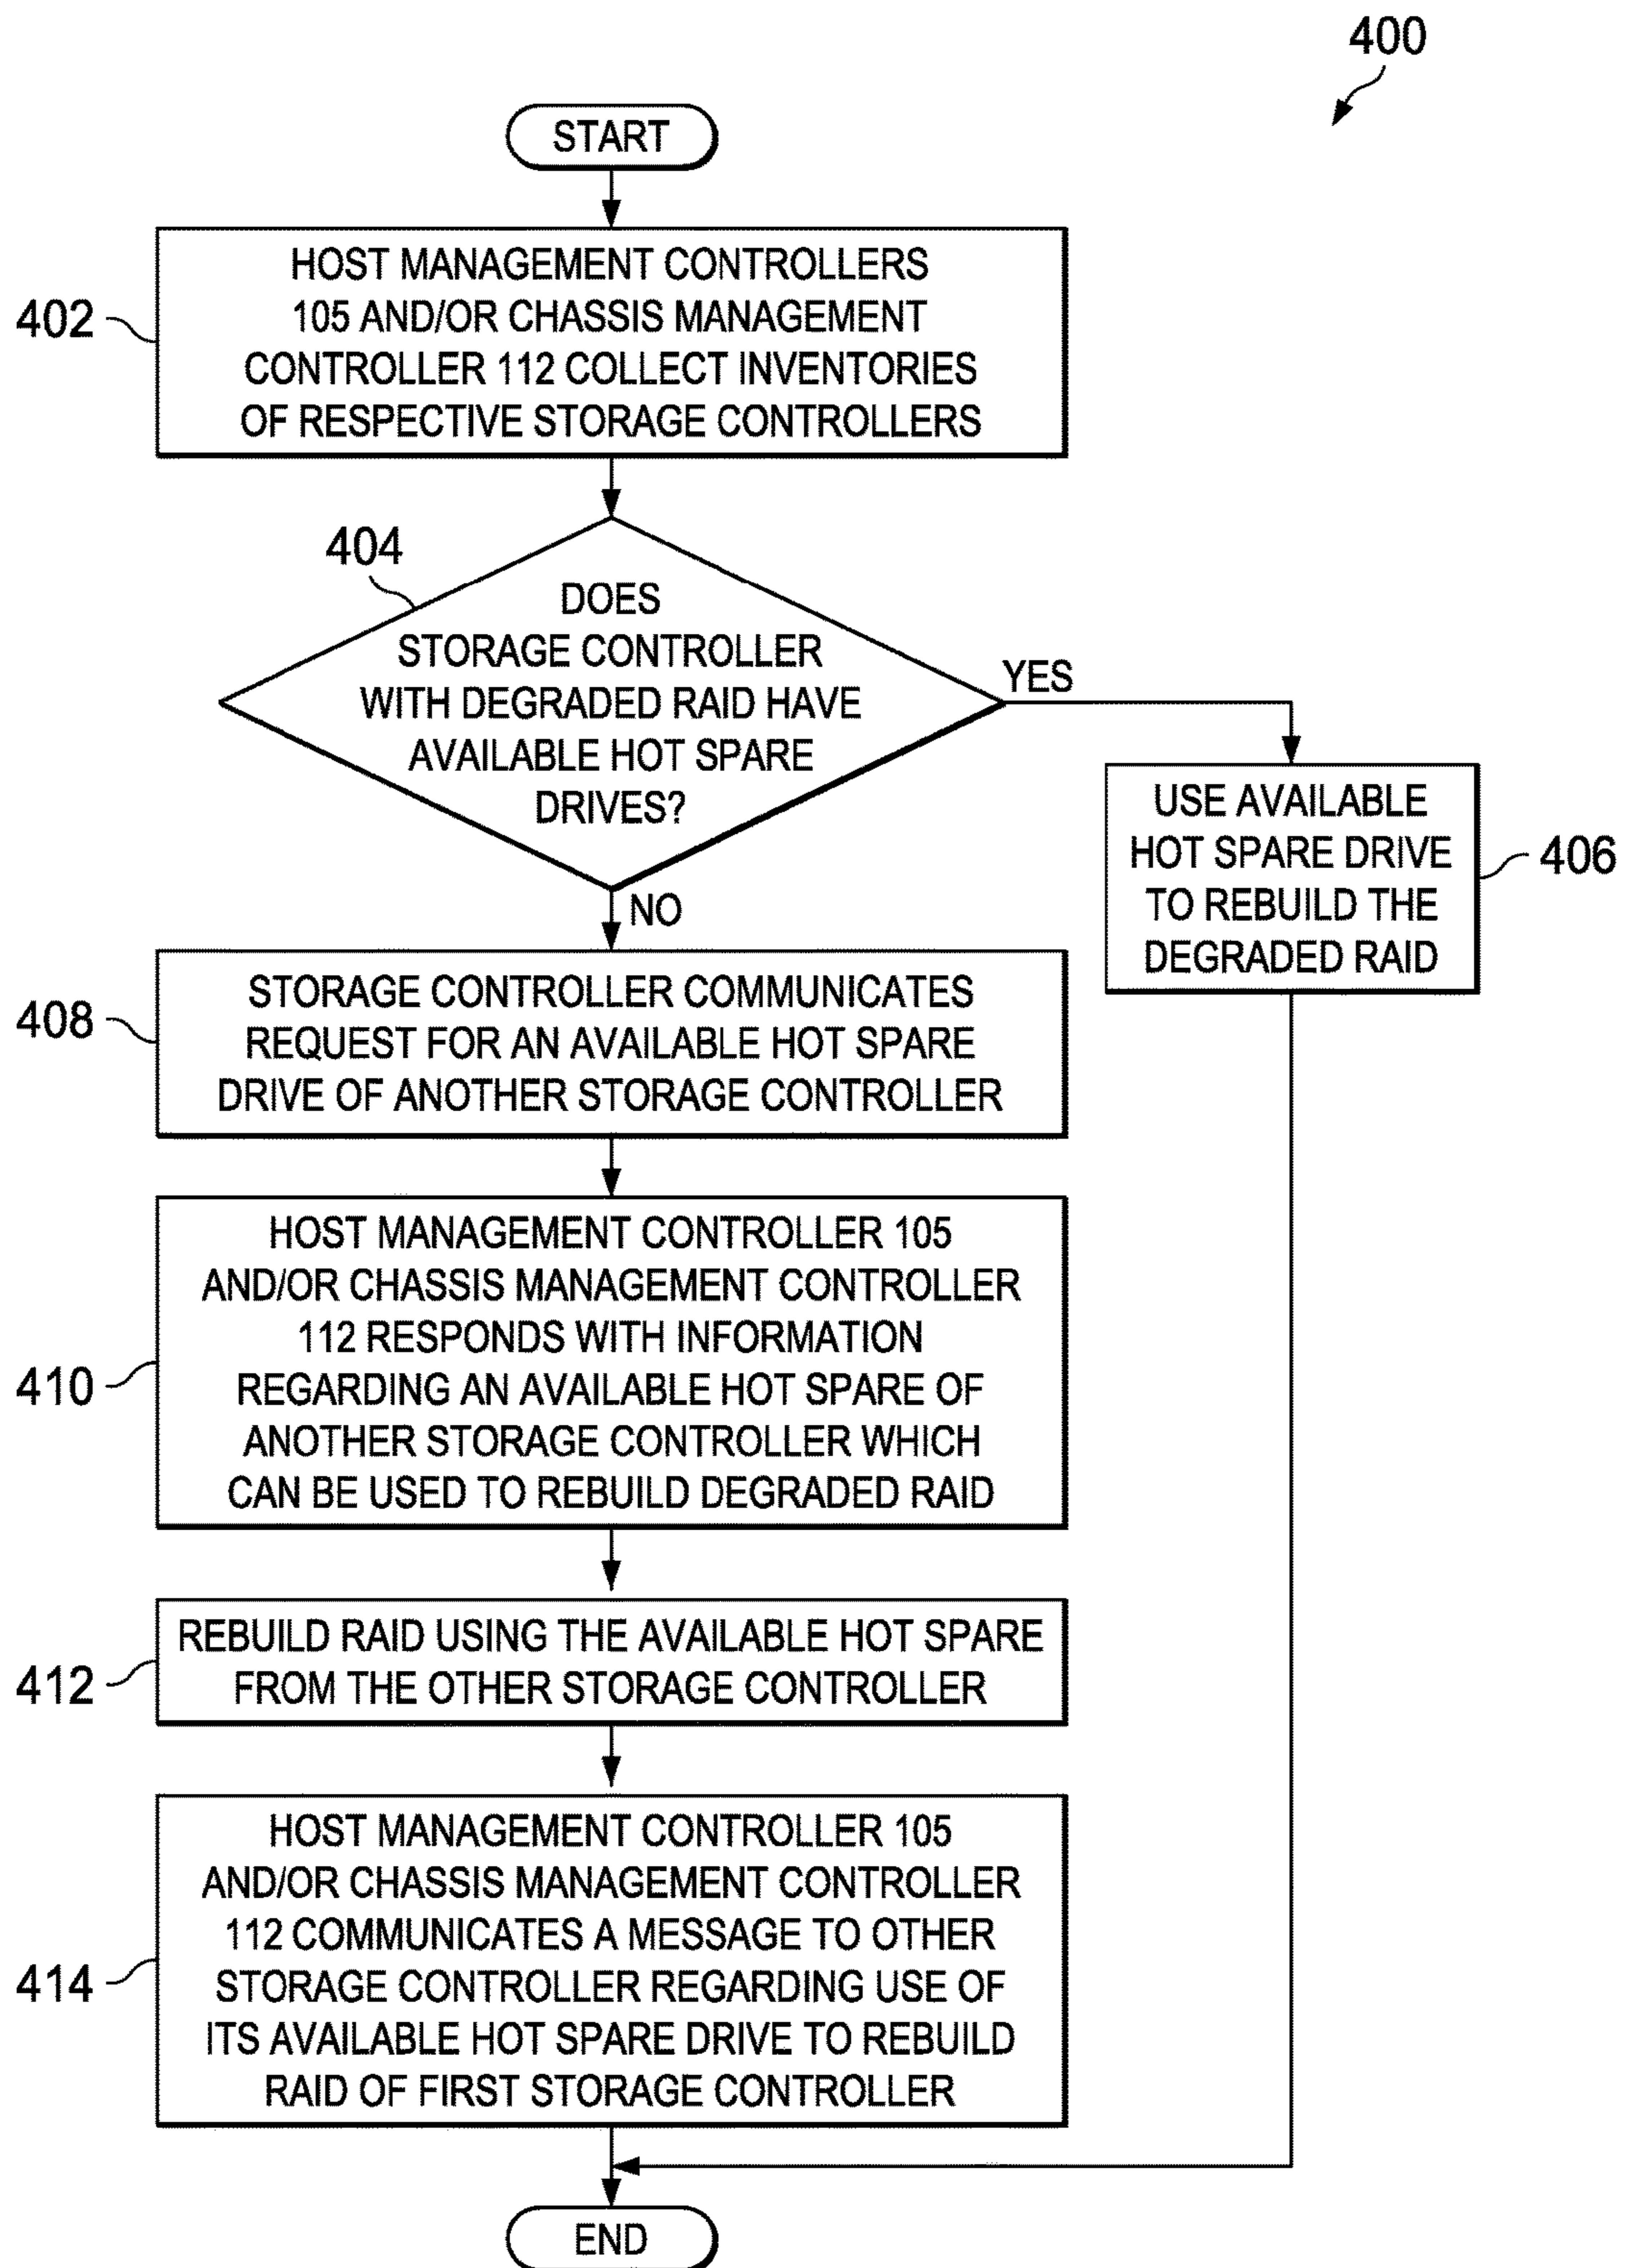 400
START
HOST MANAGEMENT CONTROLLERS
105 AND/OR CHASSIS MANAGEMENT
CONTROLLER 112 COLLECT INVENTORIES
OF RESPECTIVE STORAGE CONTROLLERS
402
404
DOES
STORAGE CONTROLLER
WITH DEGRADED RAID HAVE
AVAILABLE HOT SPARE
DRIVES?
YES
NO
USE AVAILABLE
HOT SPARE DRIVE
TO REBUILD THE
DEGRADED RAID
406
STORAGE CONTROLLER COMMUNICATES
REQUEST FOR AN AVAILABLE HOT SPARE
DRIVE OF ANOTHER STORAGE CONTROLLER
408
HOST MANAGEMENT CONTROLLER 105
AND/OR CHASSIS MANAGEMENT CONTROLLER
112 RESPONDS WITH INFORMATION
REGARDING AN AVAILABLE HOT SPARE OF
ANOTHER STORAGE CONTROLLER WHICH
CAN BE USED TO REBUILD DEGRADED RAID
410
REBUILD RAID USING THE AVAILABLE HOT SPARE
FROM THE OTHER STORAGE CONTROLLER
412
HOST MANAGEMENT CONTROLLER 105
AND/OR CHASSIS MANAGEMENT CONTROLLER
112 COMMUNICATES A MESSAGE TO OTHER
STORAGE CONTROLLER REGARDING USE OF
ITS AVAILABLE HOT SPARE DRIVE TO REBUILD
RAID OF FIRST STORAGE CONTROLLER
414
END